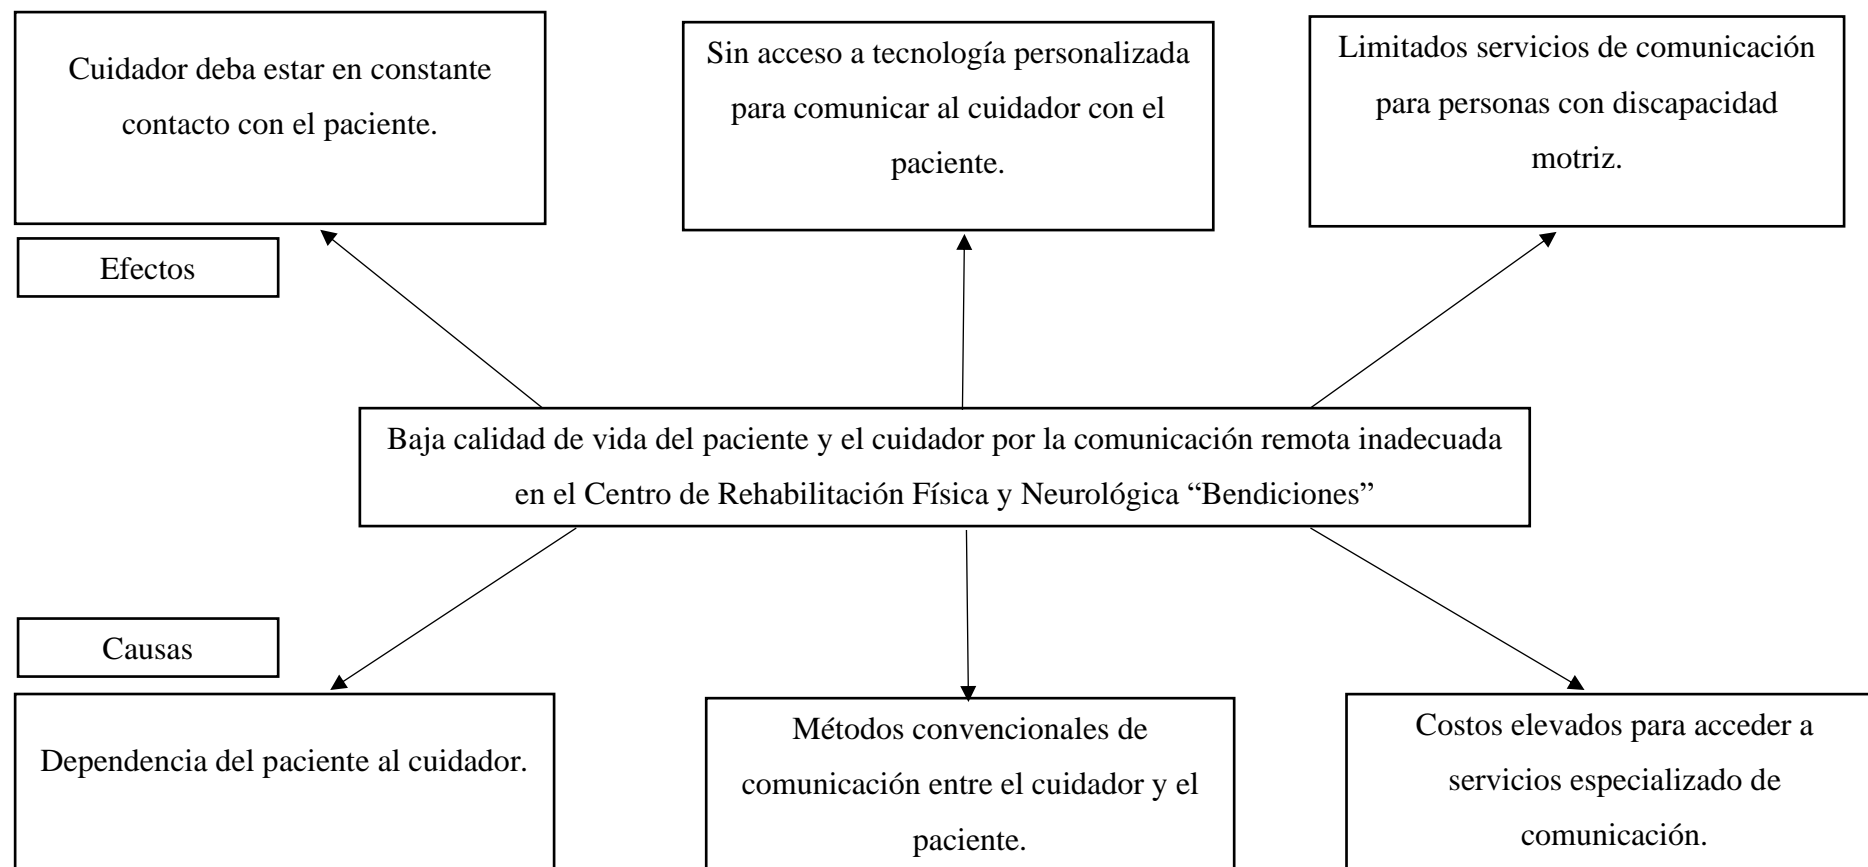 Cuidador deba estar en constante
contacto con el paciente.
Sin acceso a tecnología personalizada
para comunicar al cuidador con el
paciente.
Limitados servicios de comunicación
para personas con discapacidad
motriz.
Efectos
Baja calidad de vida del paciente y el cuidador por la comunicación remota inadecuada
en el Centro de Rehabilitación Física y Neurológica “Bendiciones”
Causas
Dependencia del paciente al cuidador.
Métodos convencionales de
comunicación entre el cuidador y el
paciente.
Costos elevados para acceder a
servicios especializado de
comunicación.